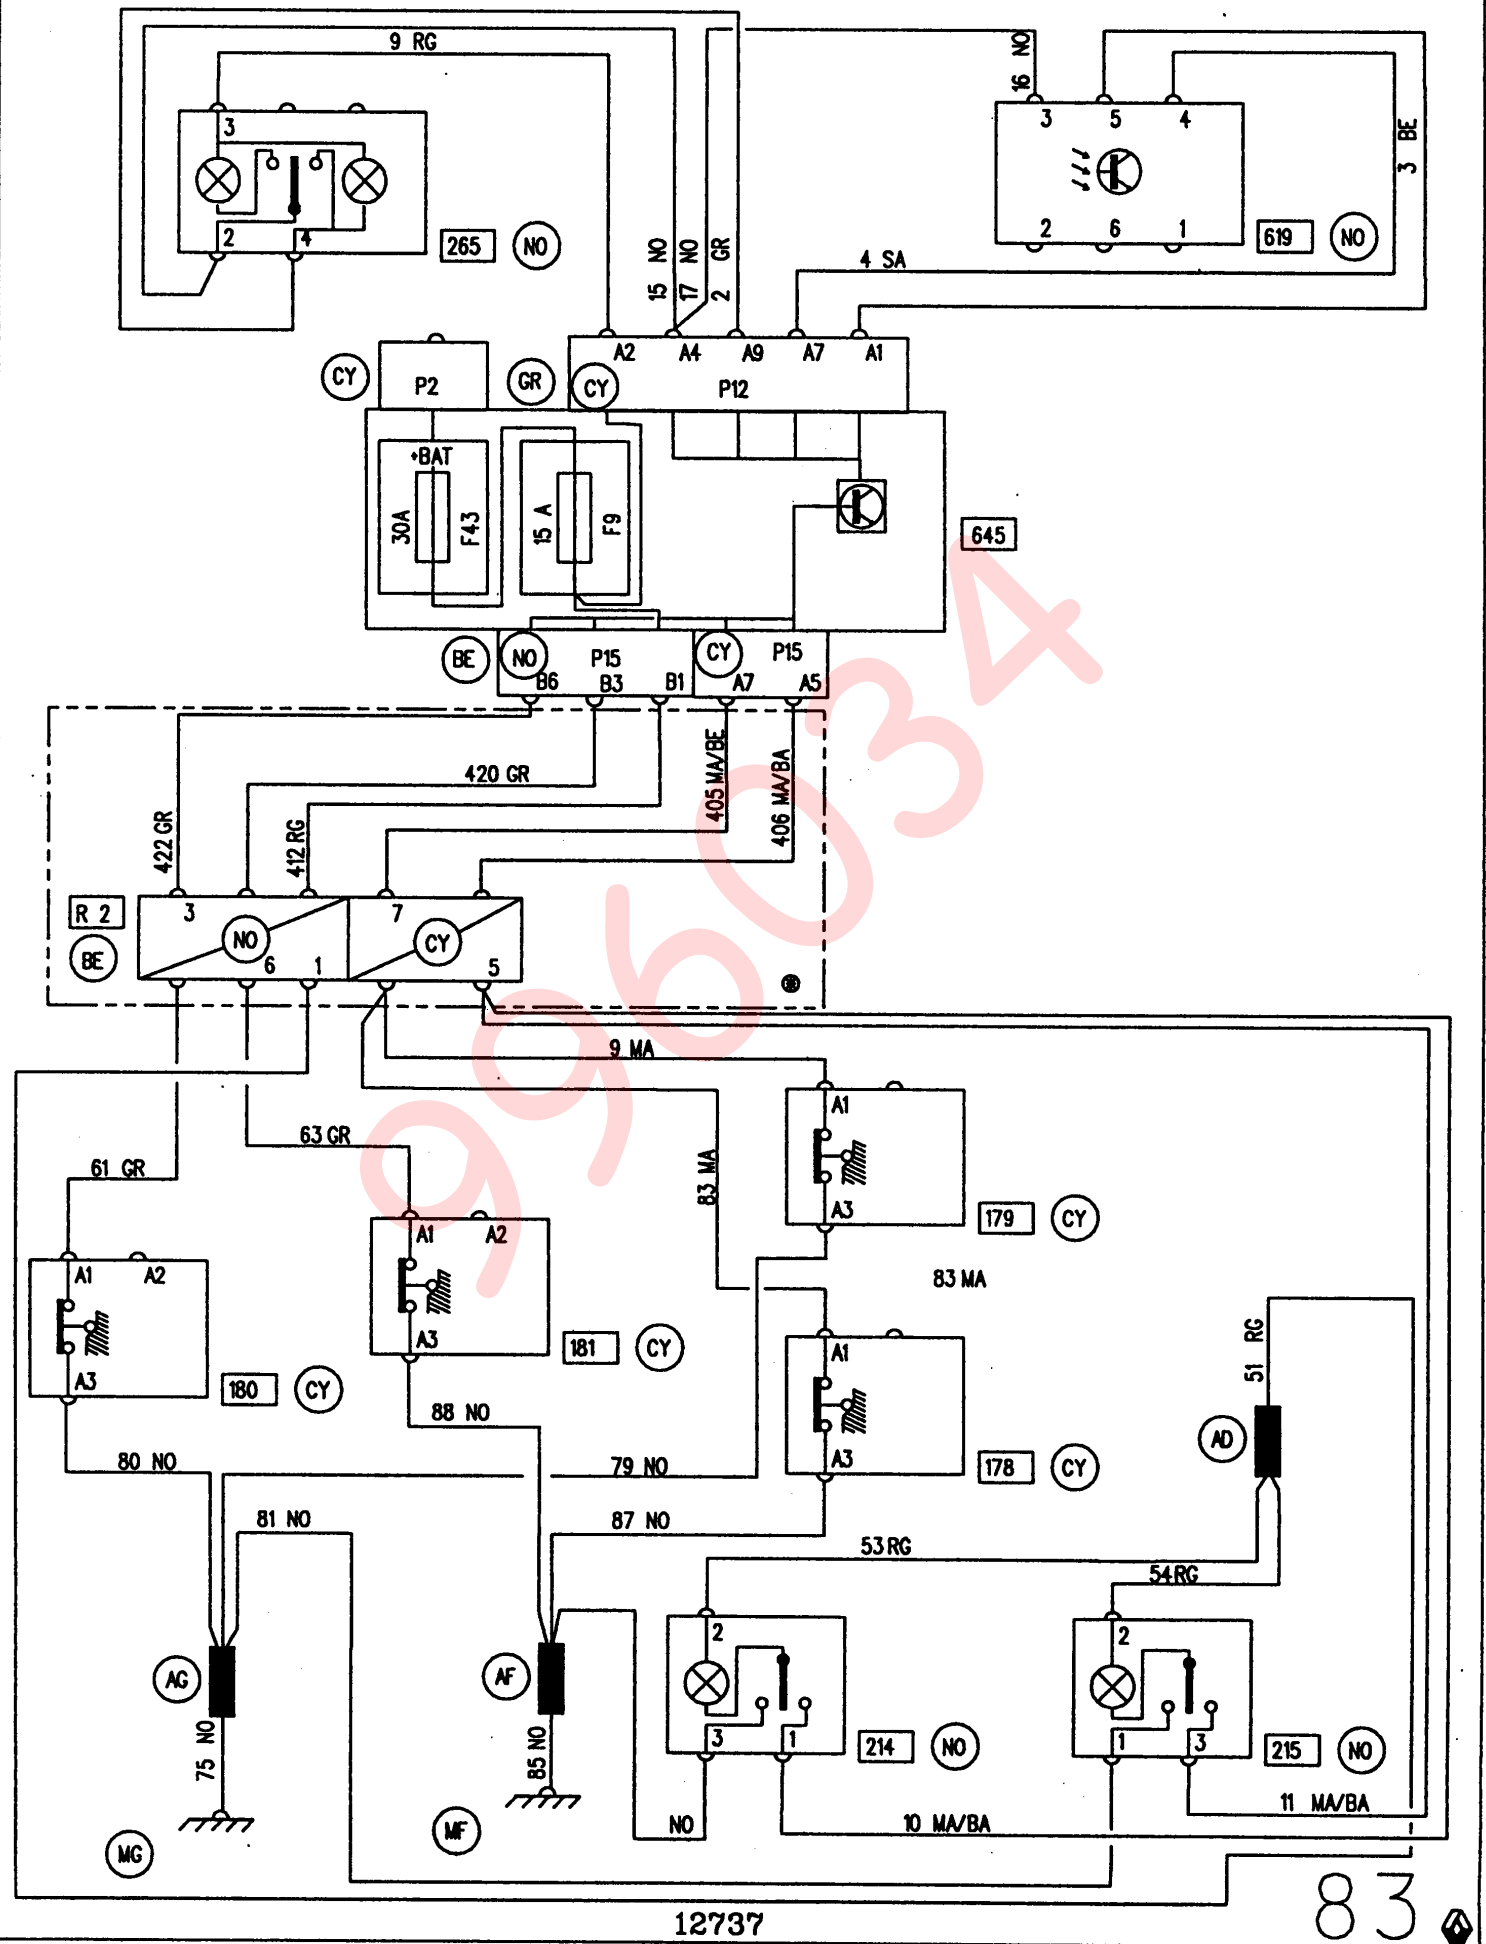 9 RG
16 NO
3
3 5 4
3 BE
2 4
265 NO
2 6 1
619 NO
15 NO
17 NO
2 GR
4 SA
CY P2 GR CY
A2 A4 A9 A7 A1
P12
+BAT
30A F43
15 A F9
645
BE NO P15 CY P15
B6 B3 B1 A7 A5
405 MA/BE
406 MA/BA
420 GR
422 GR
412 RG
R 2
BE
3 NO 6 1
7 CY 5
9 MA
A1
63 GR
61 GR
83 MA
A3
179 CY
A1 A2
83 MA
A1 A2
A3
181 CY
A1
A3
180 CY
51 RG
88 NO
AD
80 NO
79 NO
A3
178 CY
81 NO
87 NO
53 RG
54 RG
2
2
AG
AF
75 NO
85 NO
3 1
214 NO
1 3
215 NO
MG
MF
NO
10 MA/BA
11 MA/BA
12737
83
996034